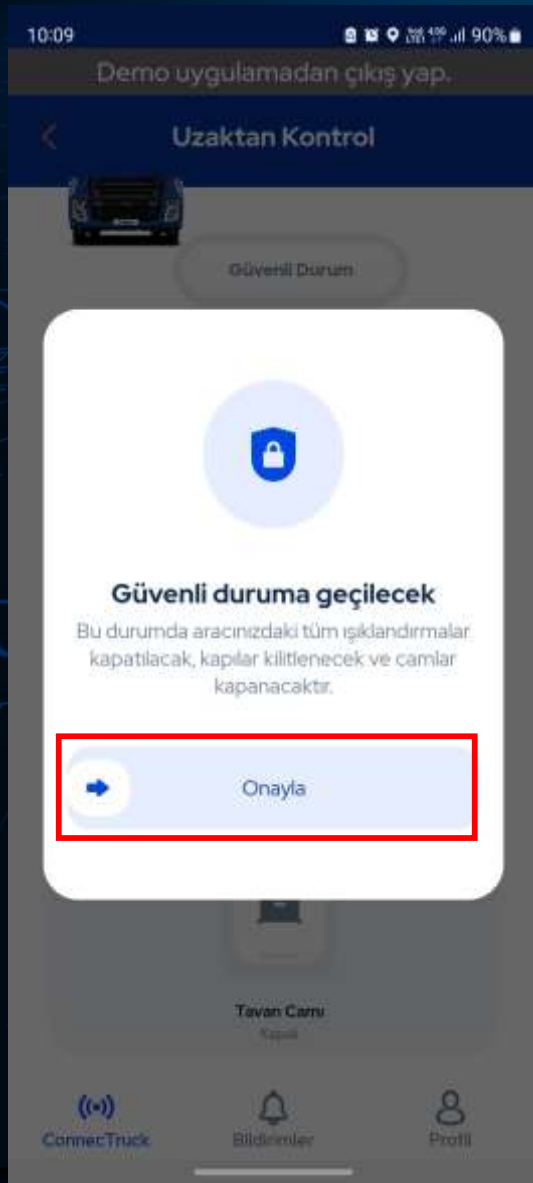 10:09
90%
Demo uygulamadan çıkış yap.
Uzaktan Kontrol
Güvenli Durum
Güvenli duruma geçilecek
Bu durumda aracınızdaki tüm ışıklandırmalar
kapatılacak, kapılar kilitlenecek ve camlar
kapanacaktır.
Onayla
Tavan Camı
Kapalı
ConnecTruck
Bildirimler
Profil